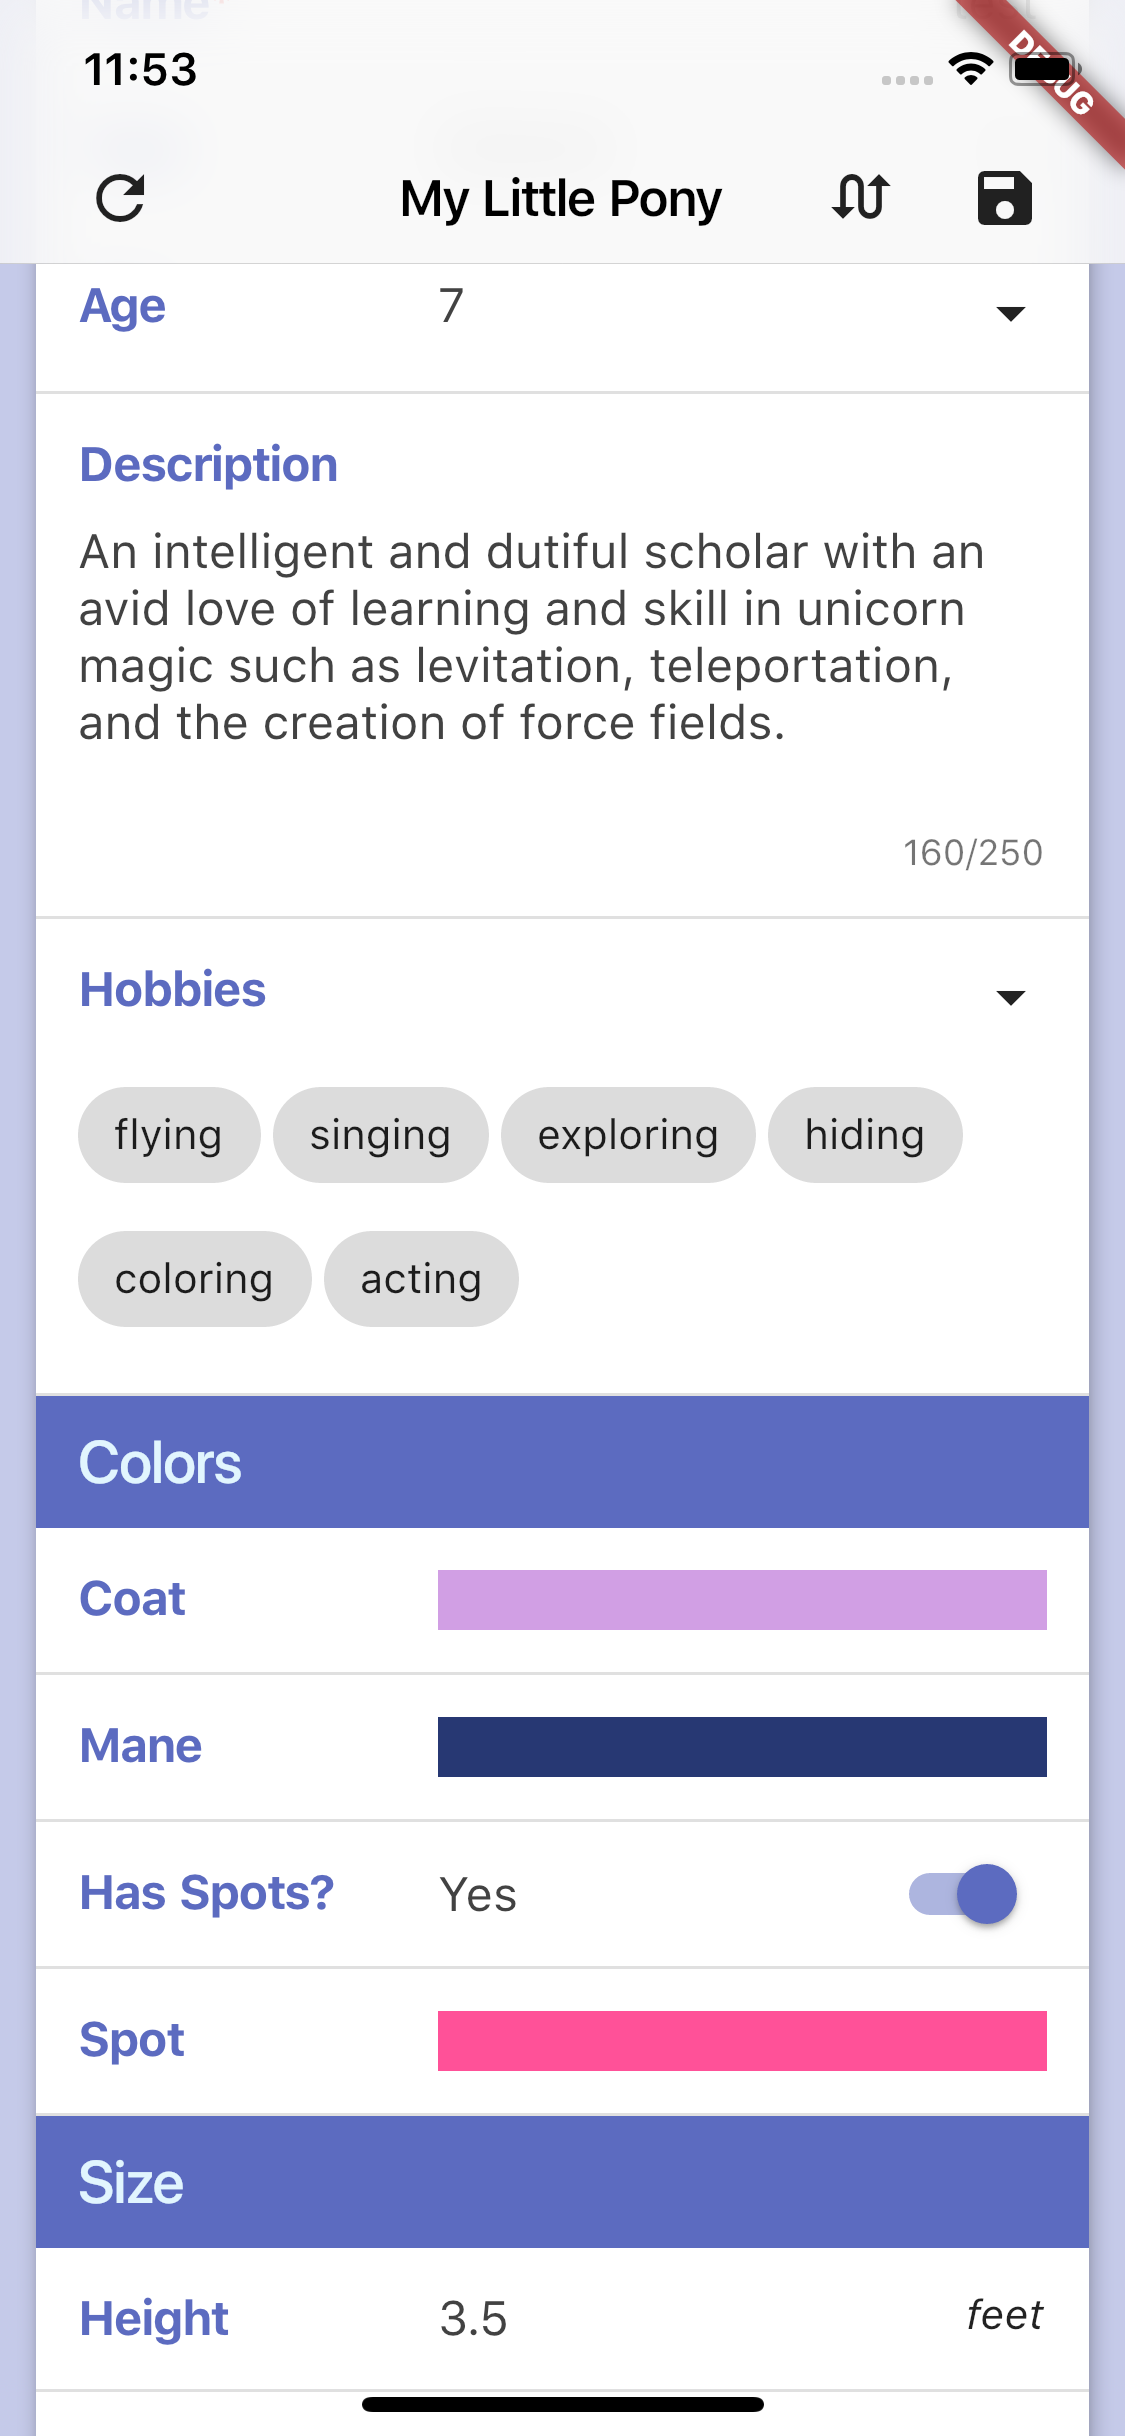 Name
11:53
DEBUG
My Little Pony
Age 7
Description
An intelligent and dutiful scholar with an
avid love of learning and skill in unicorn
magic such as levitation, teleportation,
and the creation of force fields.
160/250
Hobbies
flying singing exploring hiding
coloring acting
Colors
Coat
Mane
Has Spots? Yes
Spot
Size
Height 3.5 feet